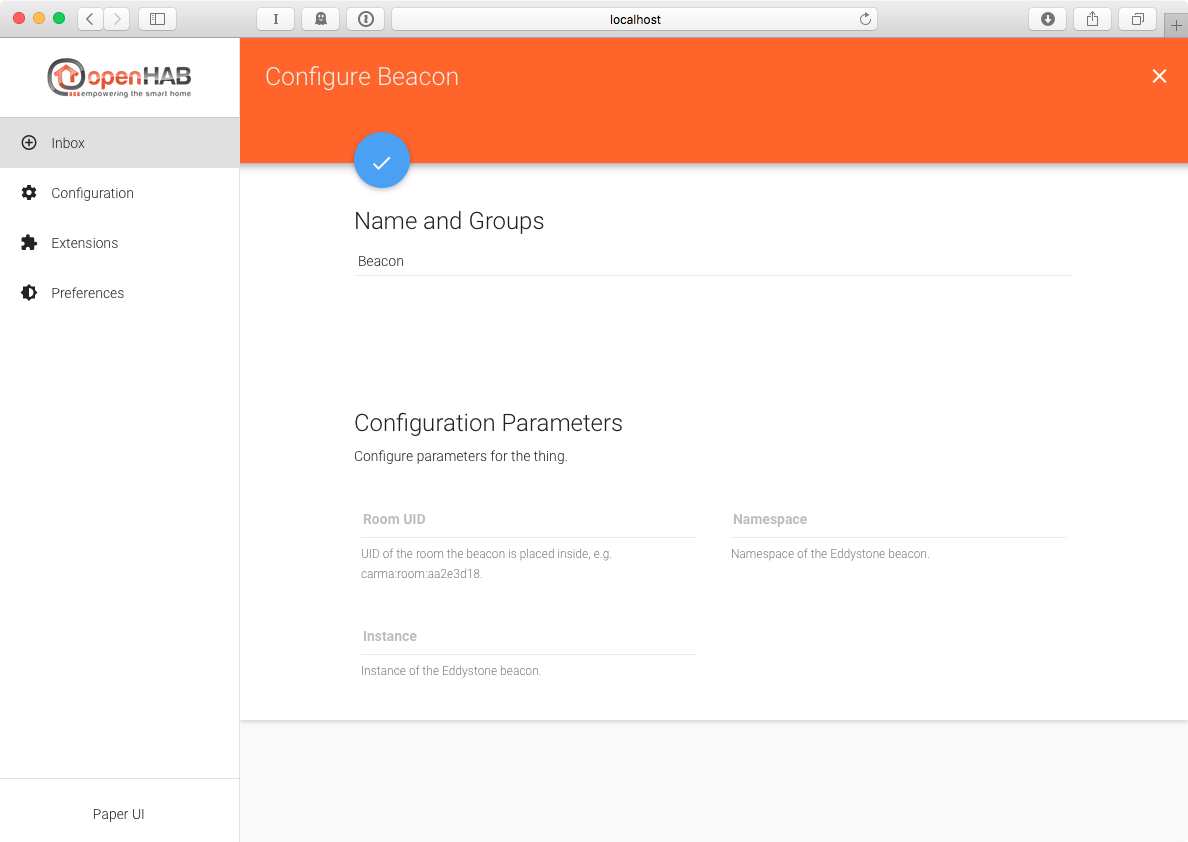 localhost
openHAB
empowering the smart home
Configure Beacon
Inbox
Configuration
Extensions
Preferences
Name and Groups
Beacon
Configuration Parameters
Configure parameters for the thing.
Room UID
UID of the room the beacon is placed inside, e.g.
carma:room:aa2e3d18.
Namespace
Namespace of the Eddystone beacon.
Instance
Instance of the Eddystone beacon.
Paper UI